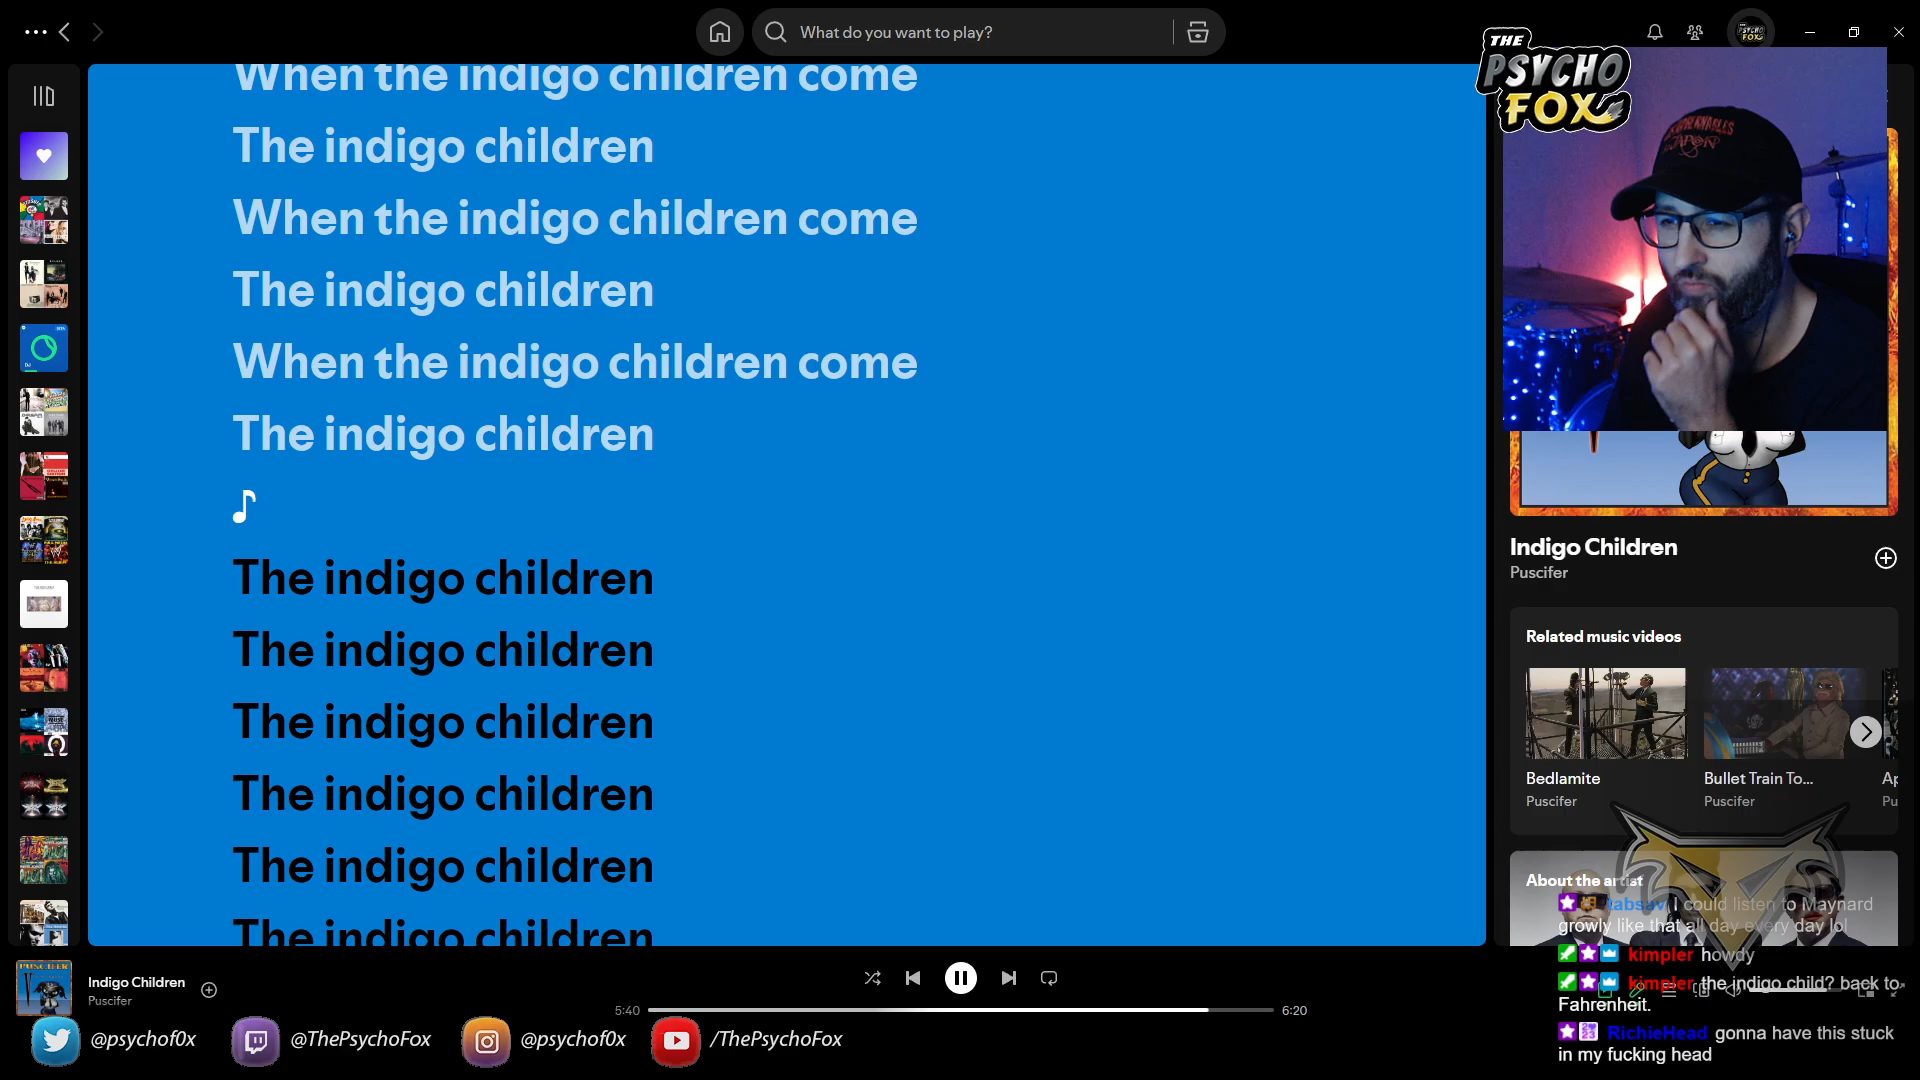 What do you want to play?
THE
PSYCHO
FOX
When the indigo children come
The indigo children
When the indigo children come
The indigo children
When the indigo children come
The indigo children
The indigo children
The indigo children
The indigo children
The indigo children
The indigo children
The indigo children
Indigo Children
Puscifer
Related music videos
Bedlamite
Puscifer
Bullet Train To...
Puscifer
Ap
Pu
About the artist
tabsav I could listen to Maynard
growly like that all day every day lol
kimpler howdy
kimpler the indigo child? back to
Fahrenheit.
RichieHead gonna have this stuck
in my fucking head
PUSCIFER
Indigo Children
Puscifer
5:40
6:20
@psychof0x
@ThePsychoFox
@psychof0x
/ThePsychoFox